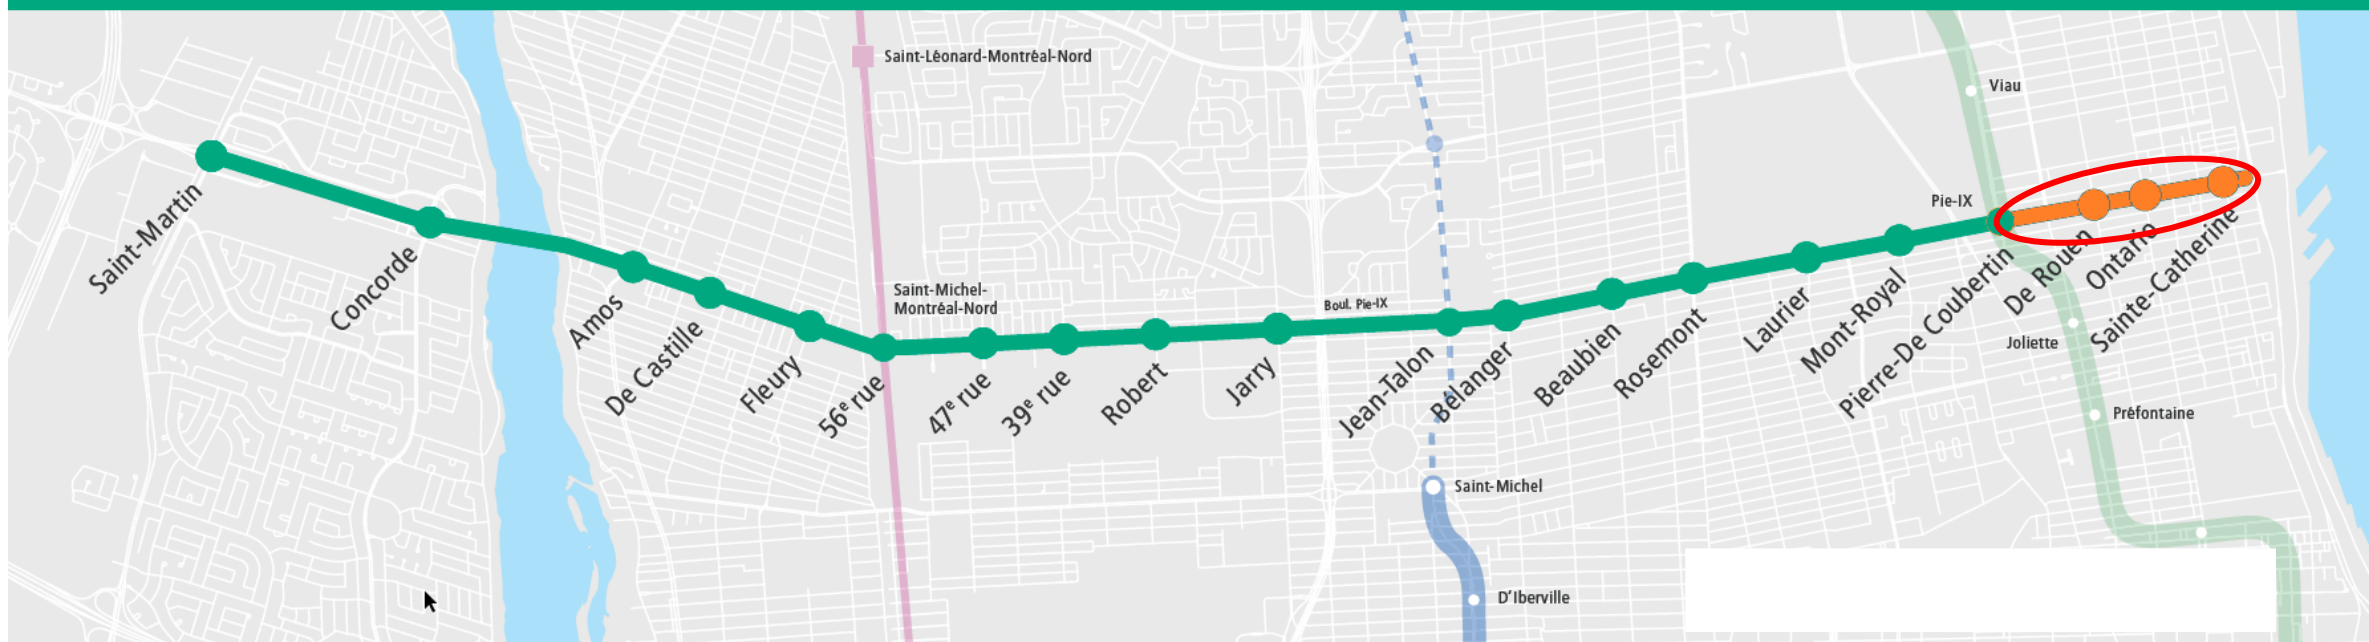 Saint-Léonard-Montréal-Nord
Viau
Pie-IX
Saint-Martin
Concorde
Amos
De Castille
Fleury
56e rue
Saint-Michel-
Montréal-Nord
47e rue
39e rue
Robert
Jarry
Boul. Pie-IX
Jean-Talon
Bélanger
Beaubien
Rosemont
Laurier
Mont-Royal
Pierre-De Coubertin
De Rouen
Ontario
Sainte-Catherine
Joliette
Préfontaine
Saint-Michel
D'Iberville